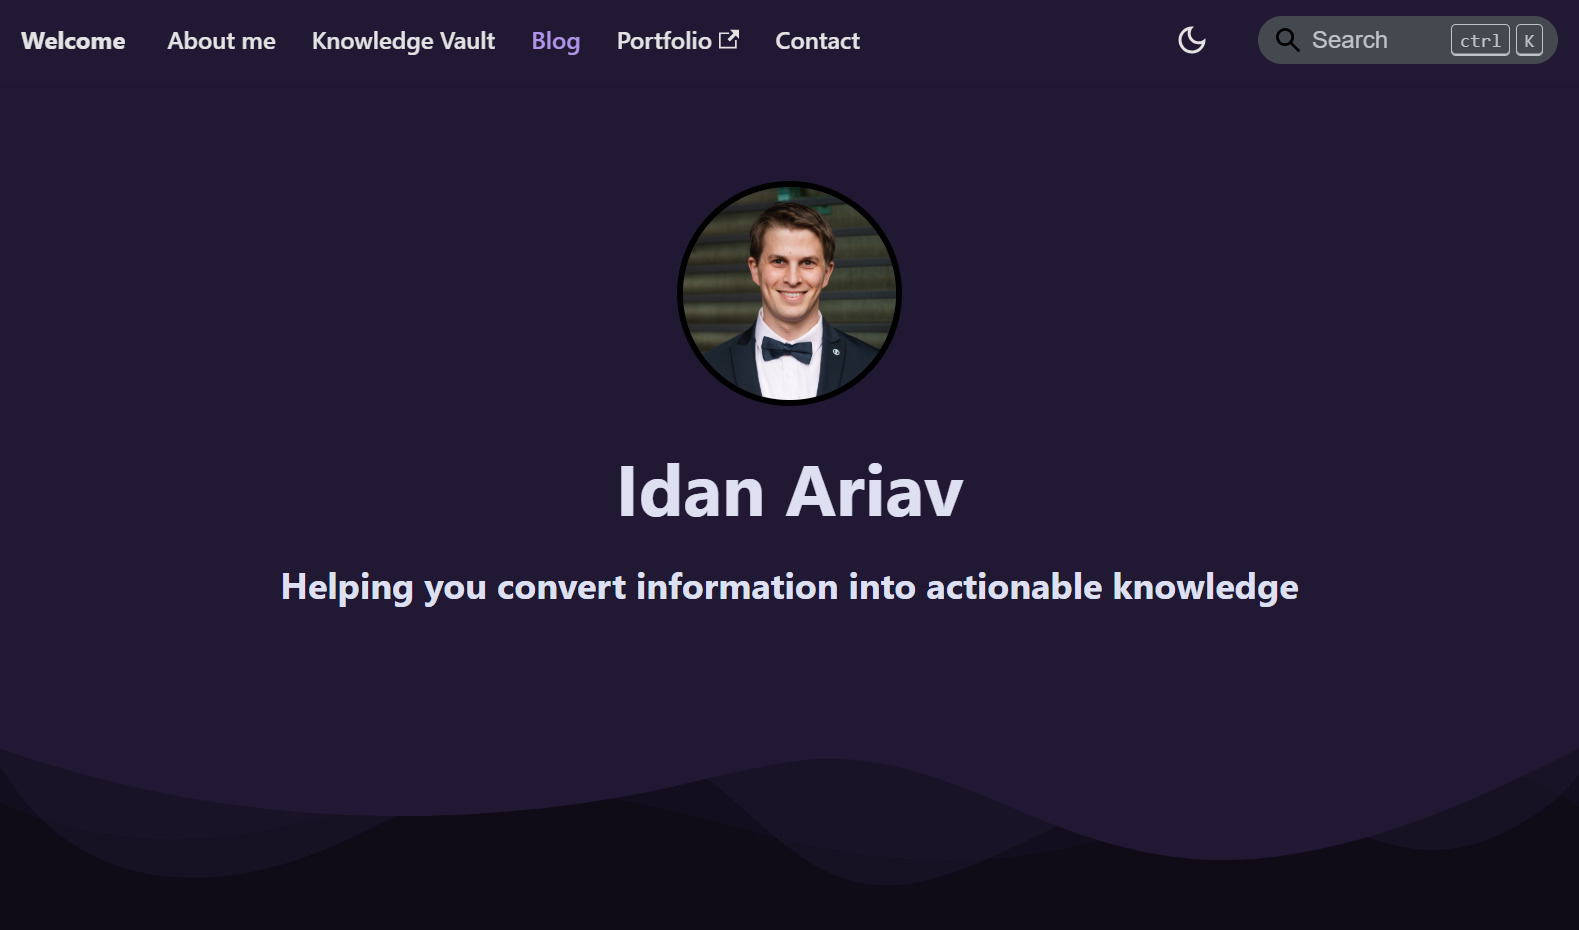 Welcome About me Knowledge Vault Blog Portfolio Contact Search ctrl K
Idan Ariav
Helping you convert information into actionable knowledge